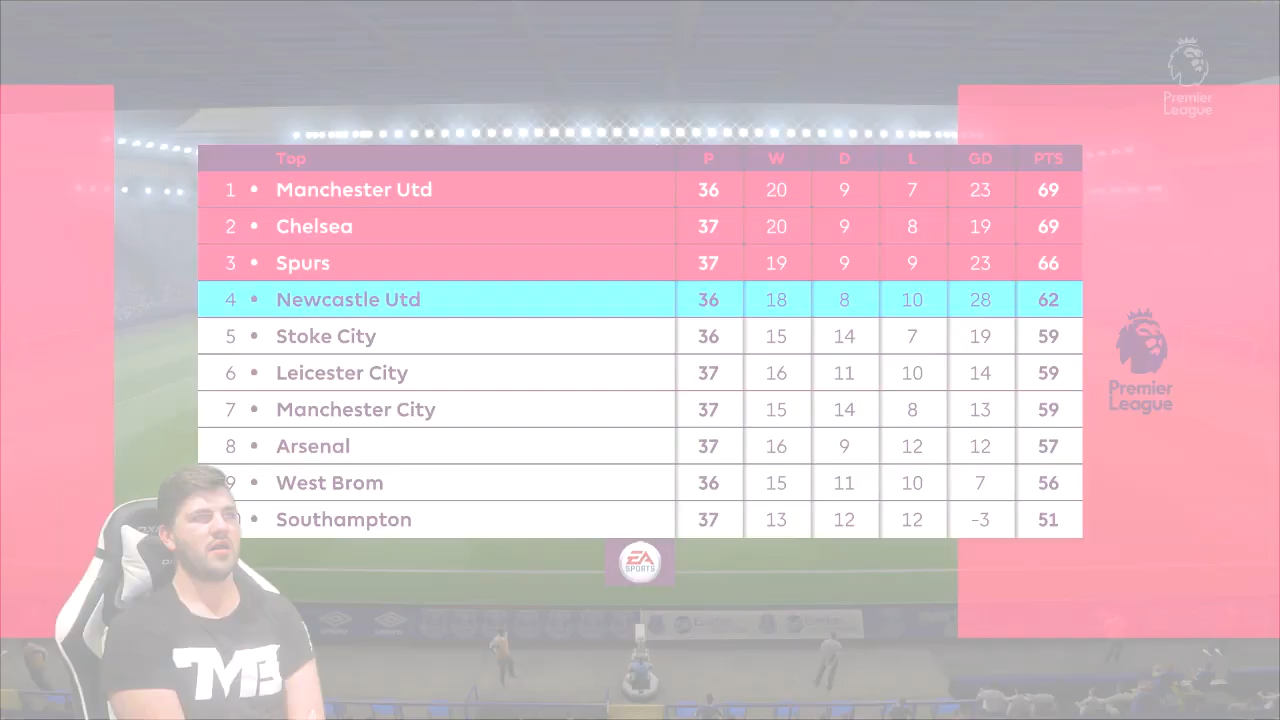 Premier
League
Top P W D L GD PTS
1 • Manchester Utd 36 20 9 7 23 69
2 • Chelsea 37 20 9 8 19 69
3 • Spurs 37 19 9 9 23 66
4 • Newcastle Utd 36 18 8 10 28 62
5 • Stoke City 36 15 14 7 19 59
6 • Leicester City 37 16 11 10 14 59
7 • Manchester City 37 15 14 8 13 59
8 • Arsenal 37 16 9 12 12 57
9 • West Brom 36 15 11 10 7 56
• Southampton 37 13 12 12 -3 51
Premier
League
EA
SPORTS
7MB